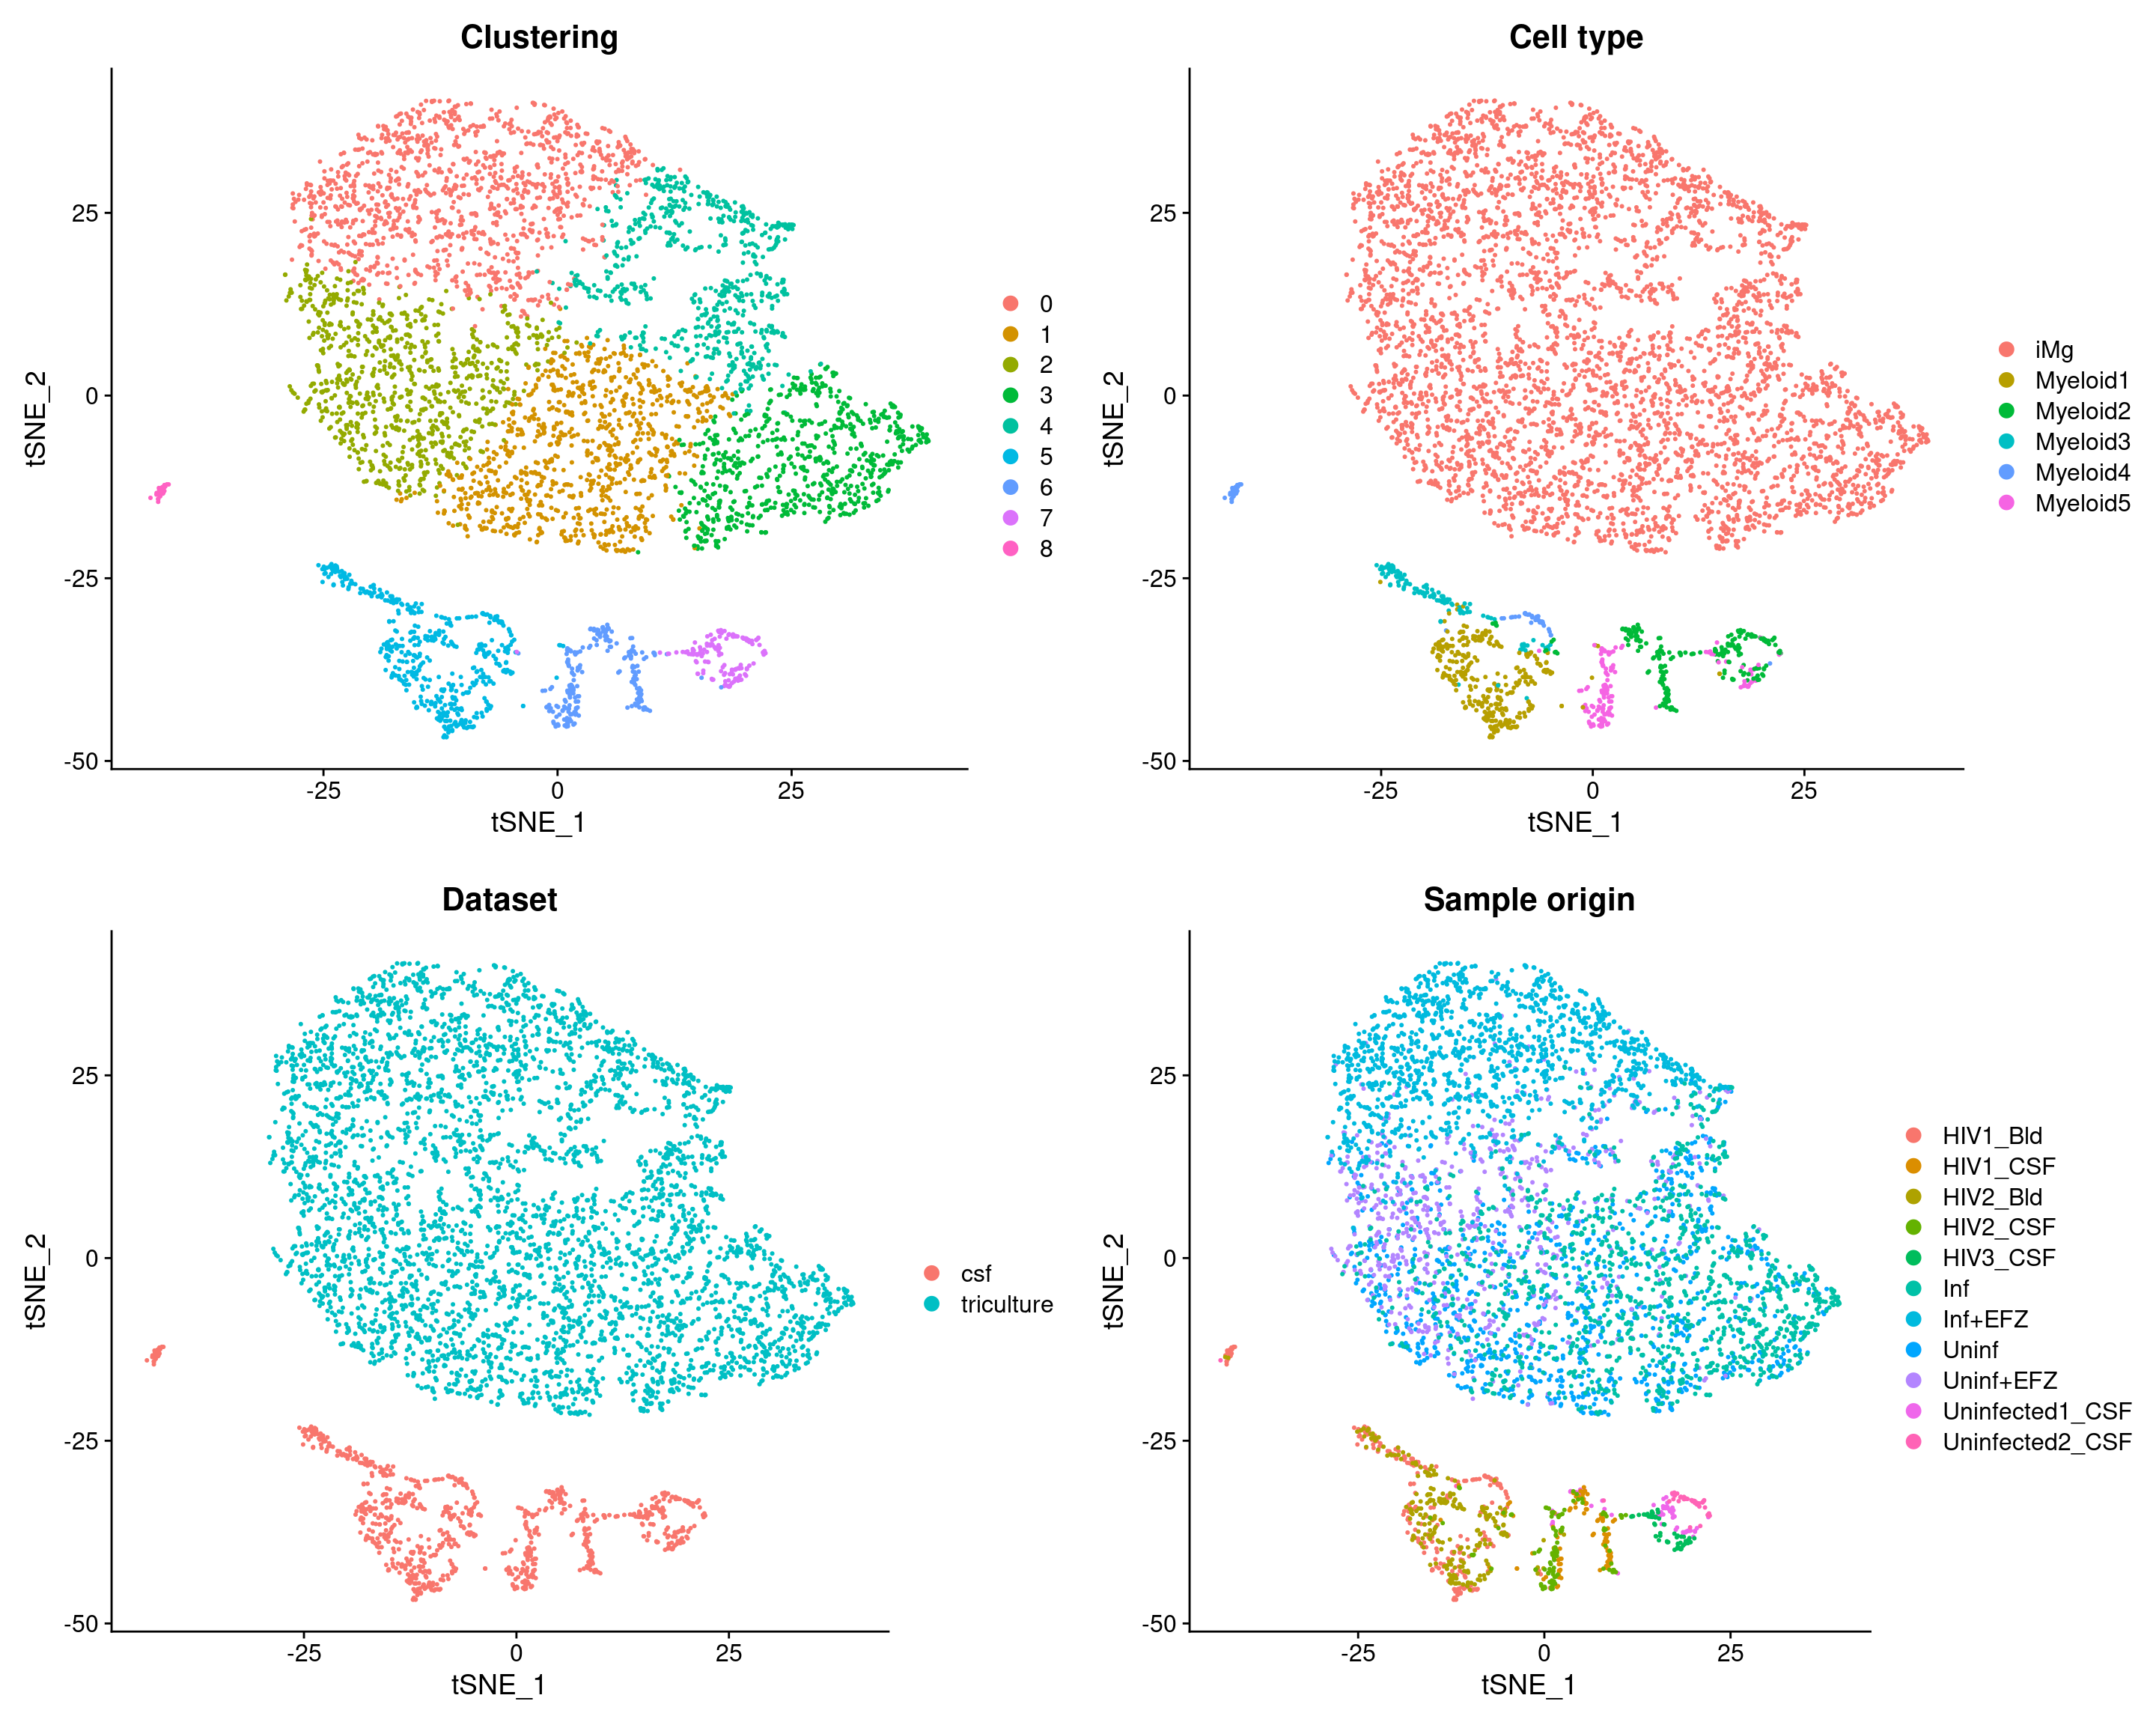 Clustering
25
0
-25
-50
-25
0
25
tSNE_1
tSNE_2
0
1
2
3
4
5
6
7
8
Cell type
25
0
-25
-50
-25
0
25
tSNE_1
tSNE_2
iMg
Myeloid1
Myeloid2
Myeloid3
Myeloid4
Myeloid5
Dataset
25
0
-25
-50
-25
0
25
tSNE_1
tSNE_2
csf
triculture
Sample origin
25
0
-25
-50
-25
0
25
tSNE_1
tSNE_2
HIV1_Bld
HIV1_CSF
HIV2_Bld
HIV2_CSF
HIV3_CSF
Inf
Inf+EFZ
Uninf
Uninf+EFZ
Uninfected1_CSF
Uninfected2_CSF